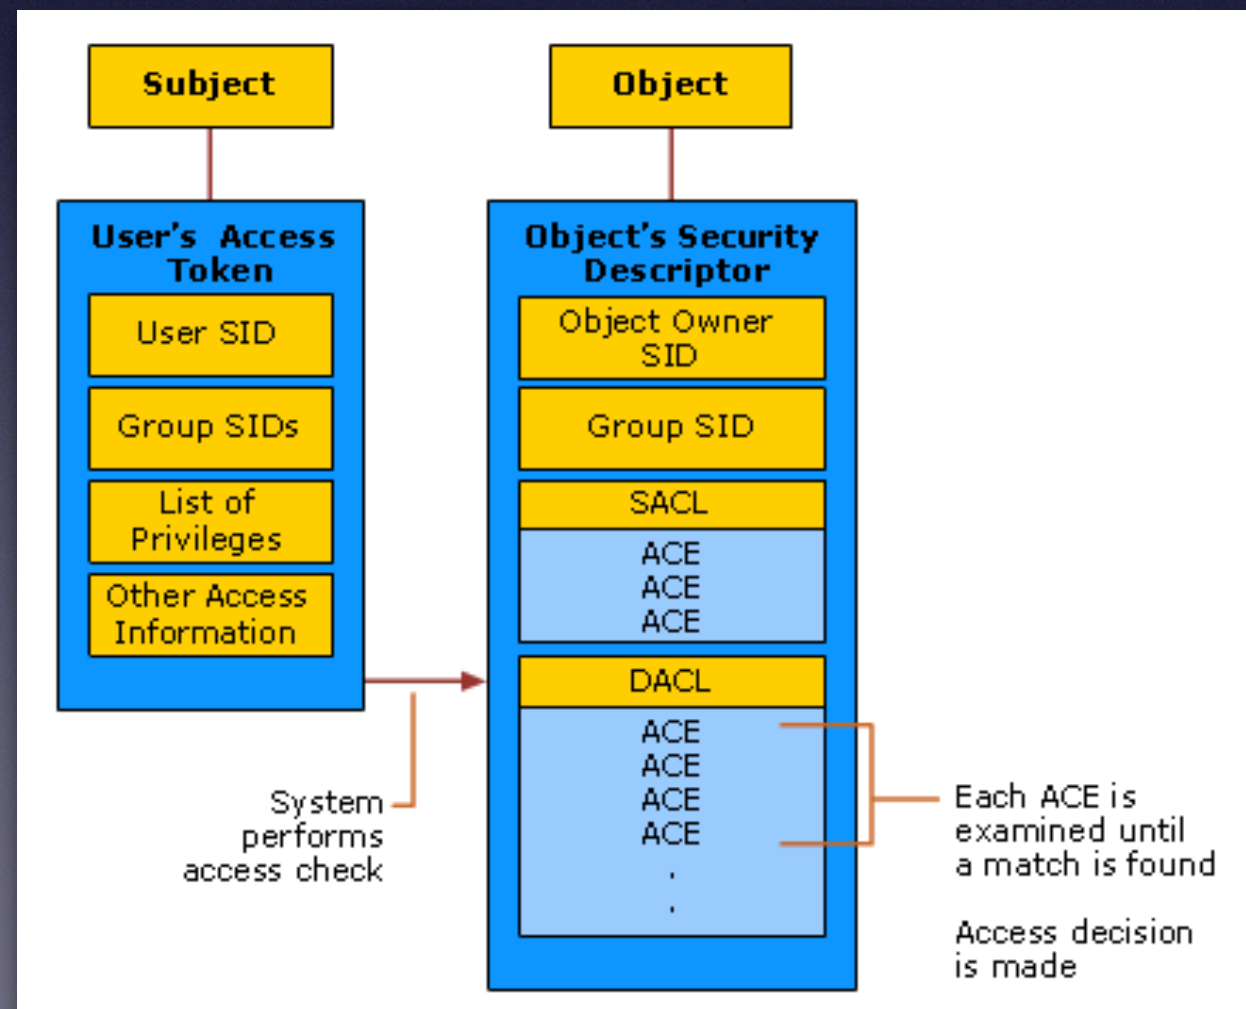 Subject
Object
User's Access
Token
User SID
Group SIDs
List of
Privileges
Other Access
Information
Object's Security
Descriptor
Object Owner
SID
Group SID
SACL
ACE
ACE
ACE
DACL
ACE
ACE
ACE
ACE
.
.
System
performs
access check
Each ACE is
examined until
a match is found
Access decision
is made